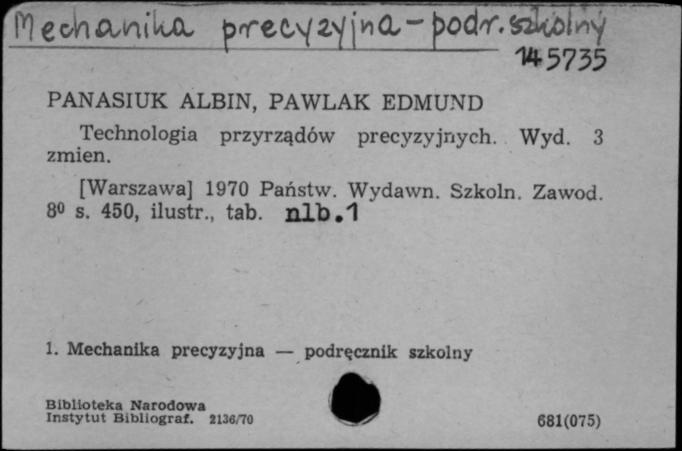 Mechanika precyzyjna - podr. szkolny
145735
PANASIUK ALBIN, PAWLAK EDMUND
Technologia przyrządów precyzyjnych. Wyd. 3
zmien.
[Warszawa] 1970 Państw. Wydawn. Szkoln. Zawod.
8⁰ s. 450, ilustr., tab. nlb.1
1. Mechanika precyzyjna — podręcznik szkolny
Biblioteka Narodowa
Instytut Bibliograf. 2136/70
681(075)